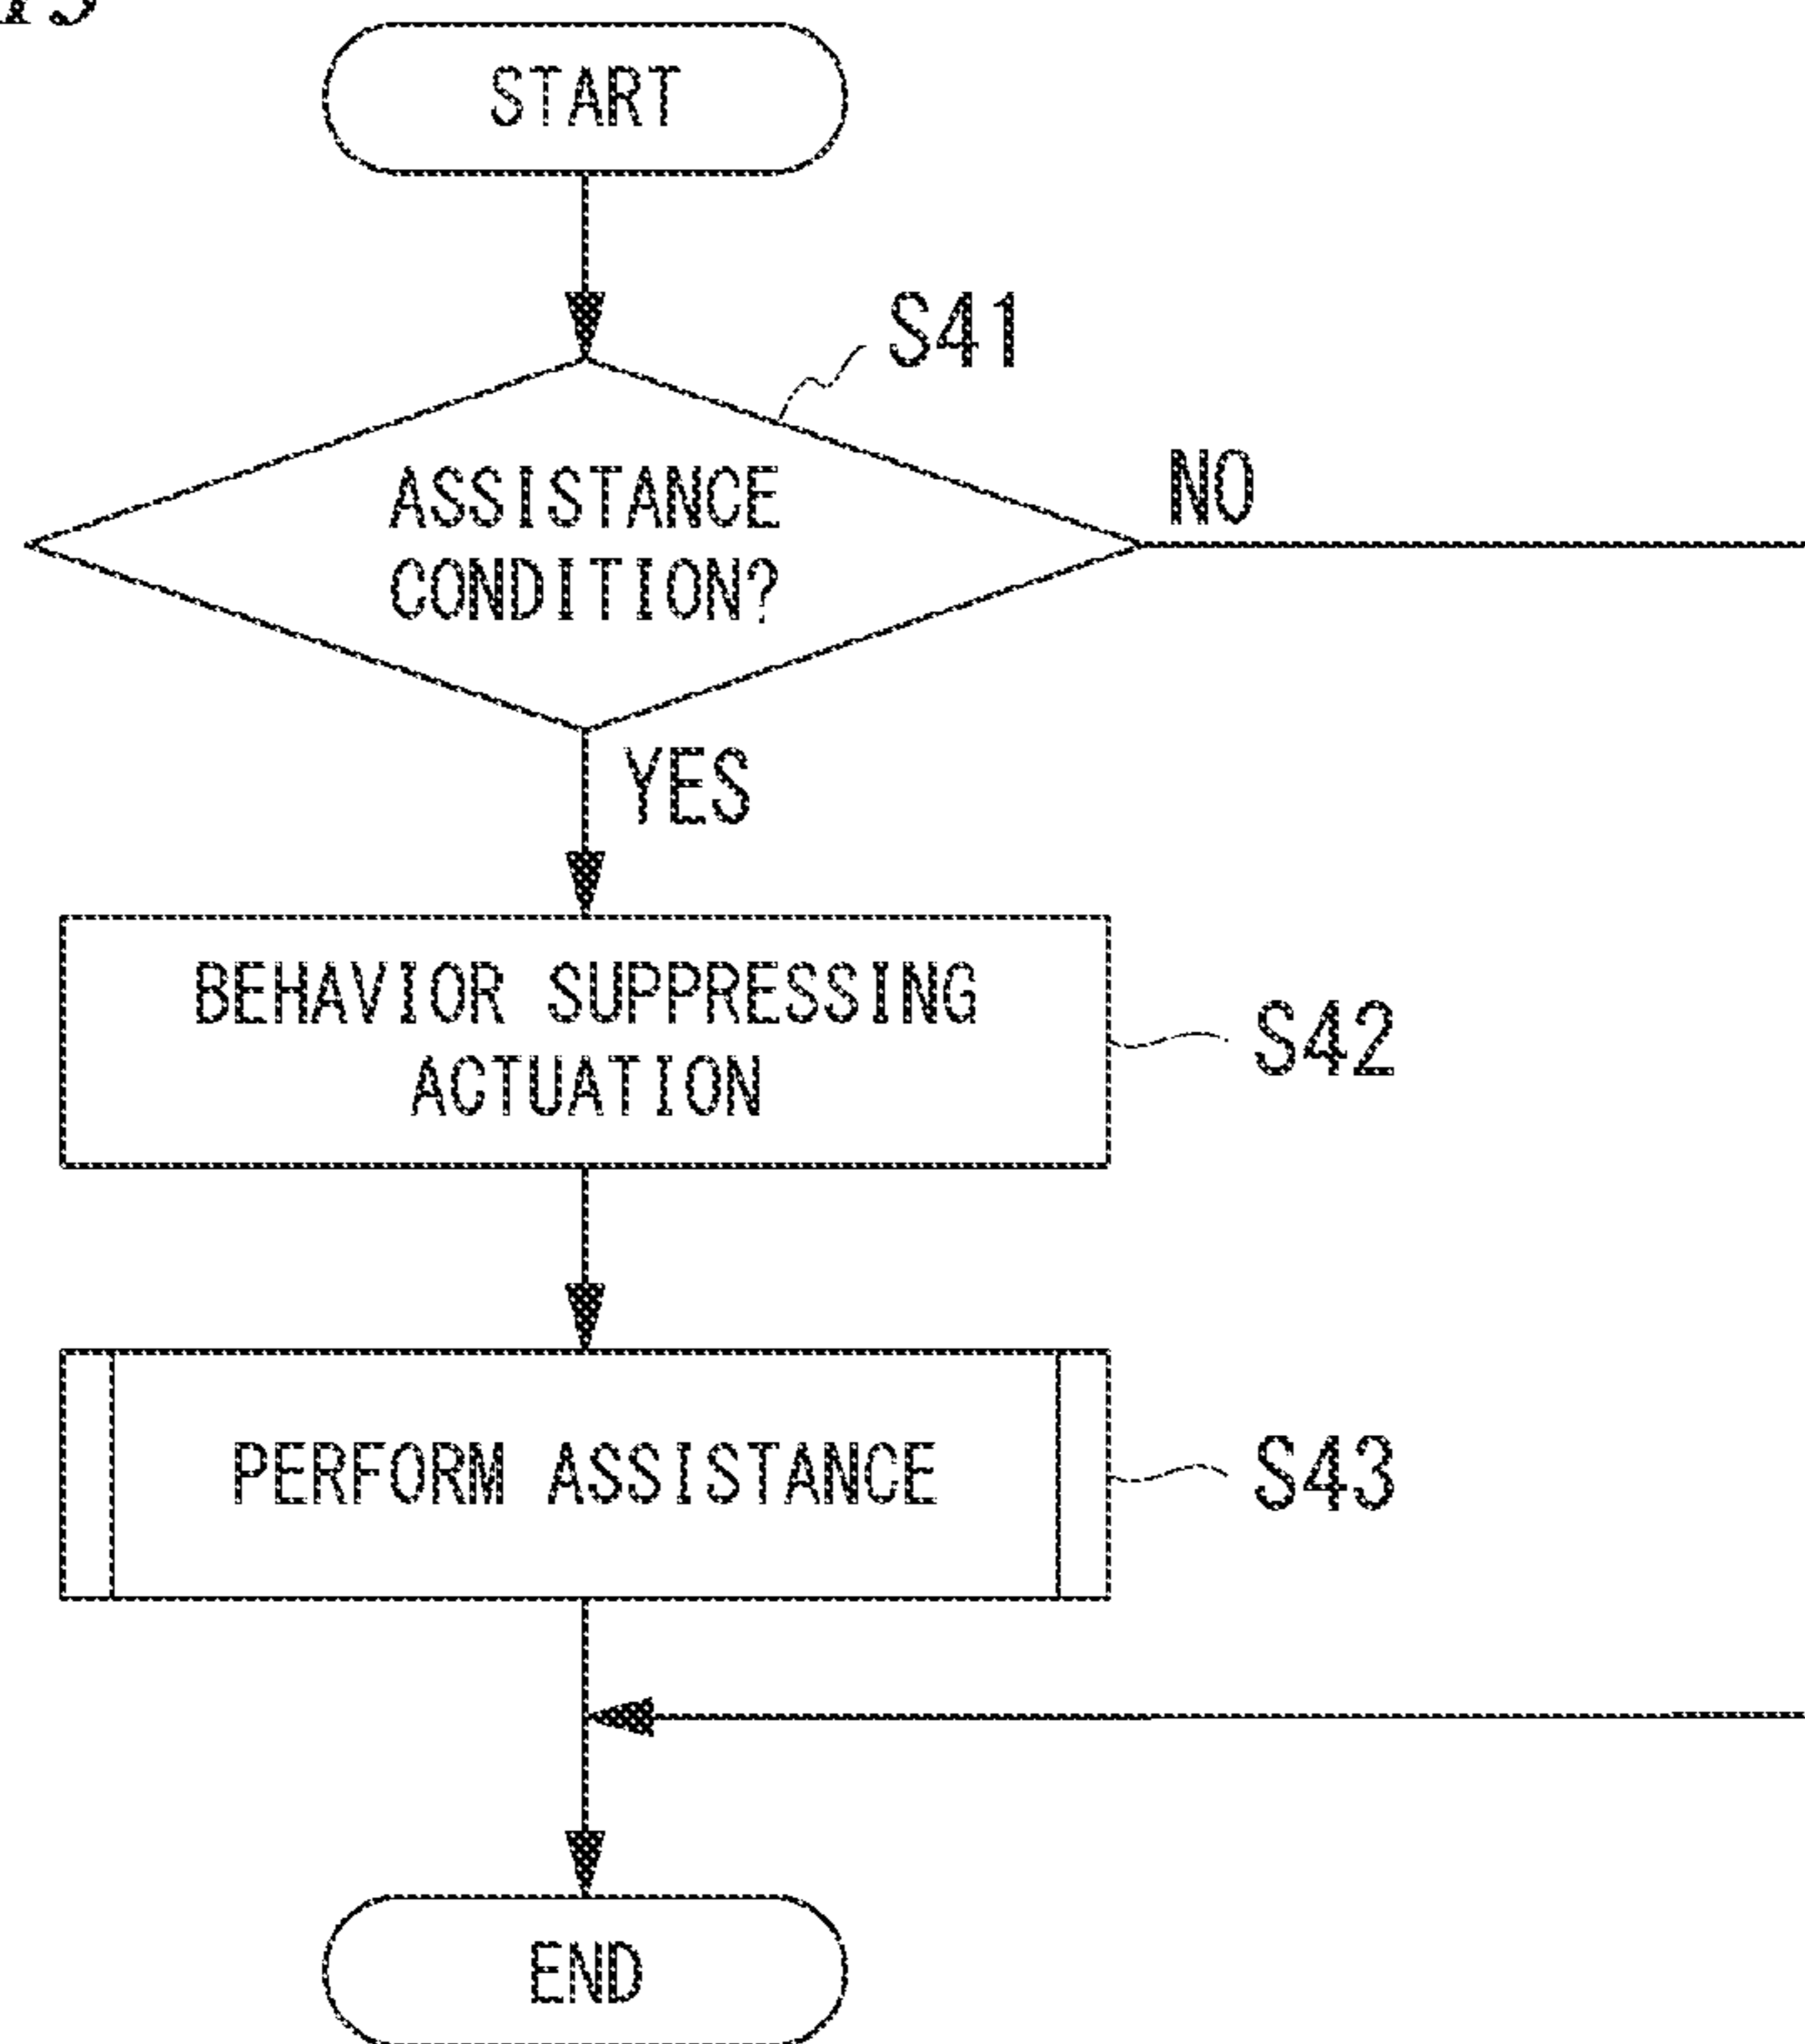 START
S41
ASSISTANCE
CONDITION?
NO
YES
BEHAVIOR SUPPRESSING
ACTUATION
S42
PERFORM ASSISTANCE
S43
END